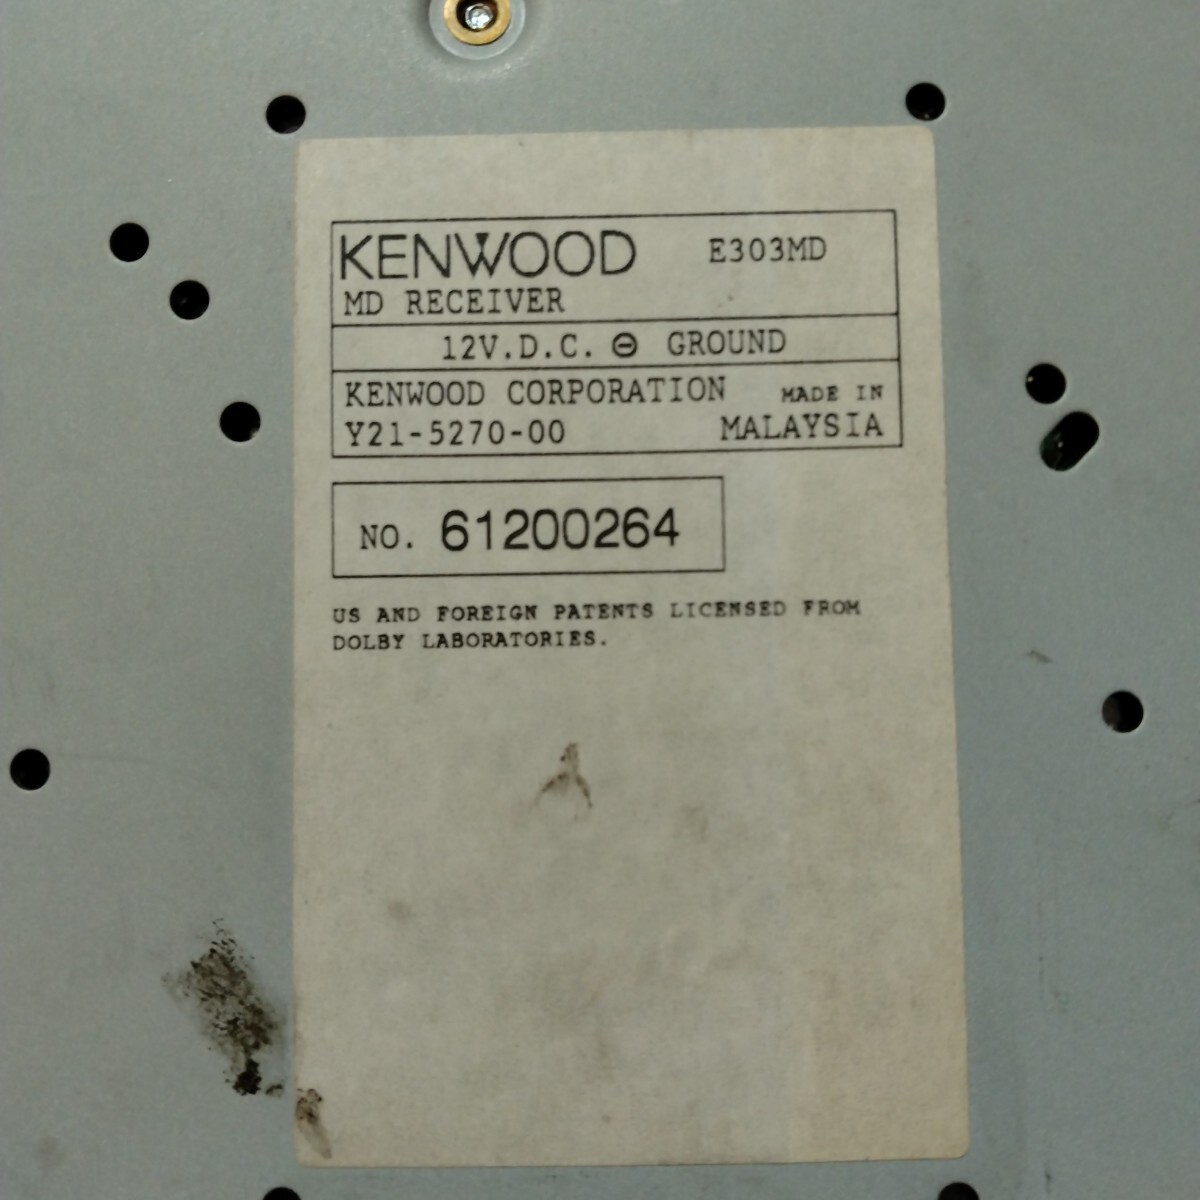 KENWOOD E303MD
MD RECEIVER
12V.D.C. ⊖ GROUND
KENWOOD CORPORATION MADE IN
Y21-5270-00 MALAYSIA
NO. 61200264
US AND FOREIGN PATENTS LICENSED FROM
DOLBY LABORATORIES.